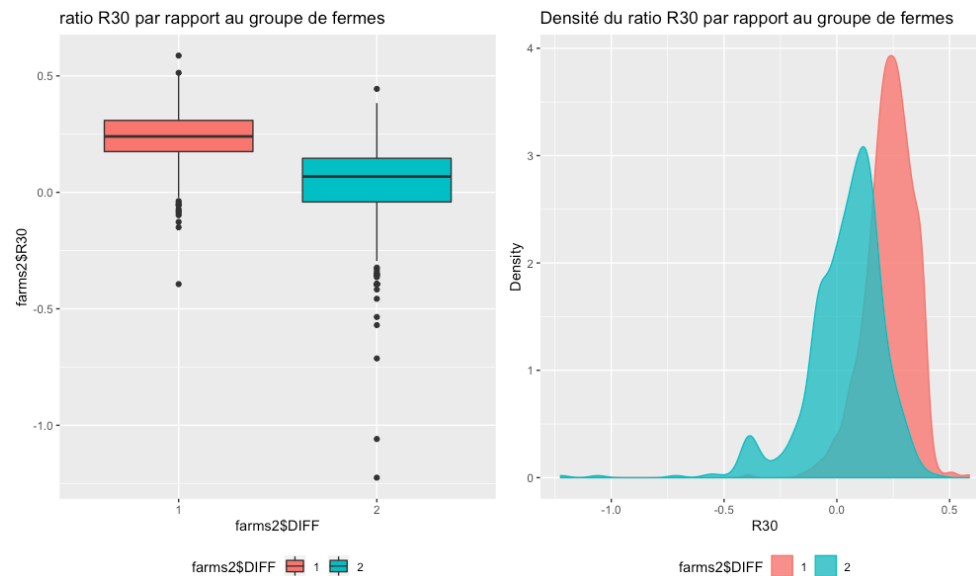 ratio R30 par rapport au groupe de fermes
0.5
0.0
-0.5
-1.0
farms2$R30
1
2
farms2$DIFF
farms2$DIFF 1 2
Densité du ratio R30 par rapport au groupe de fermes
4
3
2
1
0
Density
-1.0
-0.5
0.0
0.5
R30
farms2$DIFF 1 2